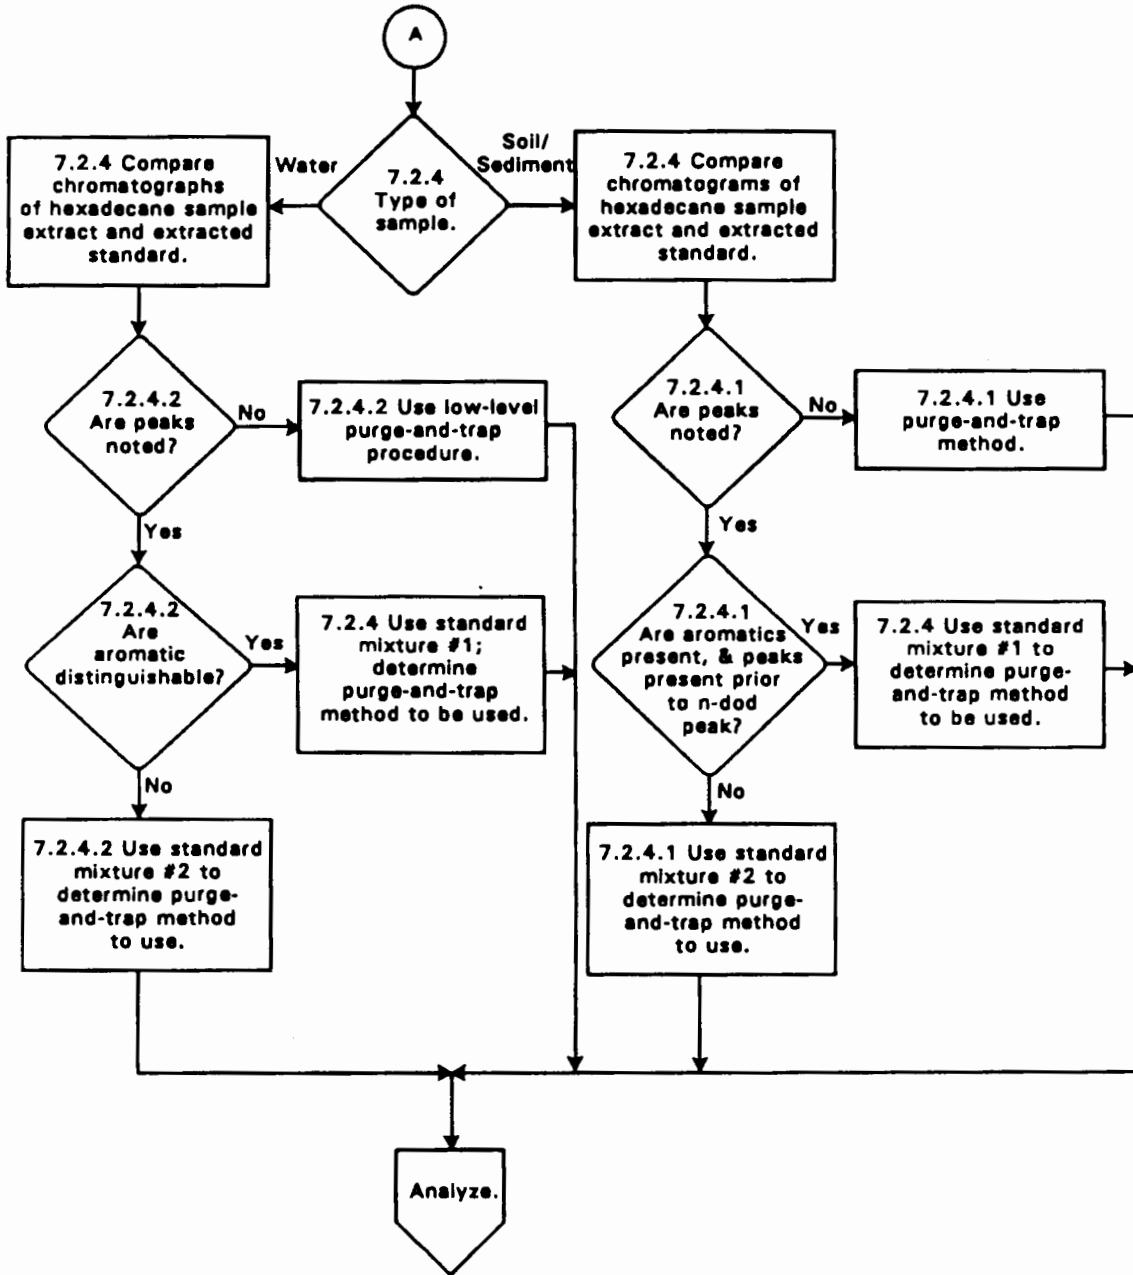 A
7.2.4
Type of
sample.
Water
Soil/
Sediment
7.2.4 Compare
chromatographs
of hexadecane sample
extract and extracted
standard.
7.2.4 Compare
chromatograms of
hexadecane sample
extract and extracted
standard.
7.2.4.2
Are peaks
noted?
No
7.2.4.2 Use low-level
purge-and-trap
procedure.
7.2.4.1
Are peaks
noted?
No
7.2.4.1 Use
purge-and-trap
method.
Yes
Yes
7.2.4.2
Are
aromatic
distinguishable?
Yes
7.2.4 Use standard
mixture #1;
determine
purge-and-trap
method to be used.
7.2.4.1
Are aromatics
present, & peaks
present prior
to n-dod
peak?
Yes
7.2.4 Use standard
mixture #1 to
determine purge-
and-trap method
to be used.
No
No
7.2.4.2 Use standard
mixture #2 to
determine purge-
and-trap method
to use.
7.2.4.1 Use standard
mixture #2 to
determine purge-
and-trap method
to use.
Analyze.